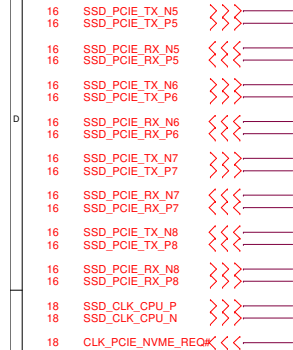 16 SSD_PCIE_TX_N5
16 SSD_PCIE_TX_P5
16 SSD_PCIE_RX_N5
16 SSD_PCIE_RX_P5
16 SSD_PCIE_TX_N6
16 SSD_PCIE_TX_P6
D
16 SSD_PCIE_RX_N6
16 SSD_PCIE_RX_P6
16 SSD_PCIE_TX_N7
16 SSD_PCIE_TX_P7
16 SSD_PCIE_RX_N7
16 SSD_PCIE_RX_P7
16 SSD_PCIE_TX_N8
16 SSD_PCIE_TX_P8
16 SSD_PCIE_RX_N8
16 SSD_PCIE_RX_P8
18 SSD_CLK_CPU_P
18 SSD_CLK_CPU_N
18 CLK_PCIE_NVME_REQ#